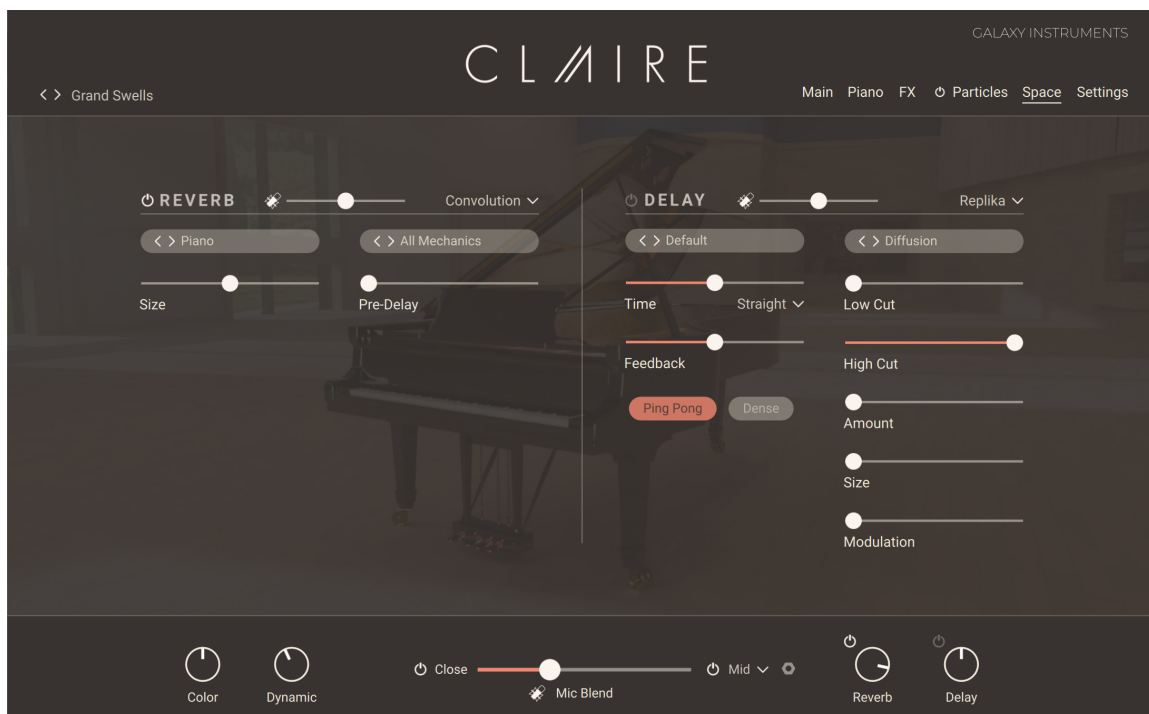 GALAXY INSTRUMENTS
CLAIRE
Grand Swells
Main Piano FX Particles Space Settings
REVERB
Convolution
Piano
All Mechanics
Size
Pre-Delay
DELAY
Replika
Default
Diffusion
Time
Straight
Low Cut
Feedback
High Cut
Ping Pong
Dense
Amount
Size
Modulation
Color
Dynamic
Close
Mid
Mic Blend
Reverb
Delay